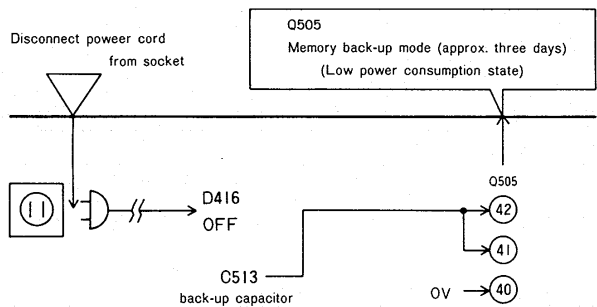 Q505
Memory back-up mode (approx. three days)
(Low power consumption state)
Disconnect poweer cord
from socket
Q505
D416
OFF
42
41
C513
back-up capacitor
0V
40